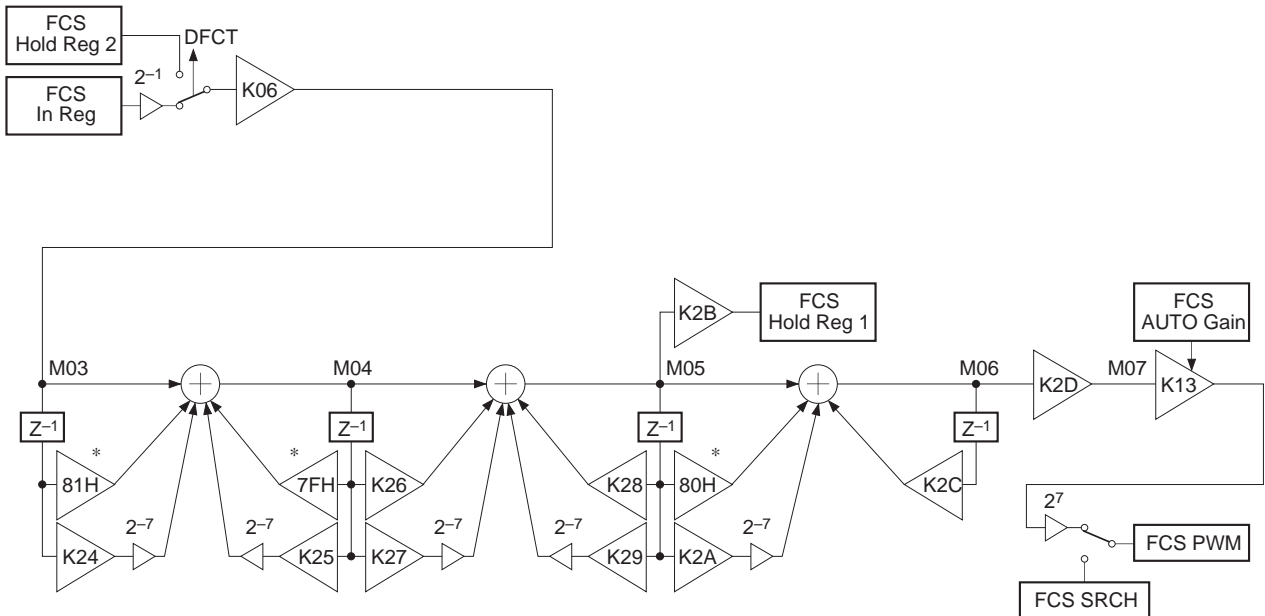 FCS
Hold Reg 2
DFCT
2⁻¹
FCS
In Reg
K06
K2B
FCS
Hold Reg 1
FCS
AUTO Gain
M03
M04
M05
M06
K2D
M07
K13
Z⁻¹
Z⁻¹
Z⁻¹
Z⁻¹
81H
*
*
7FH
K26
K28
80H
*
K2C
K24
2⁻⁷
2⁻⁷
K25
K27
2⁻⁷
2⁻⁷
K29
K2A
2⁻⁷
2⁷
FCS PWM
FCS SRCH